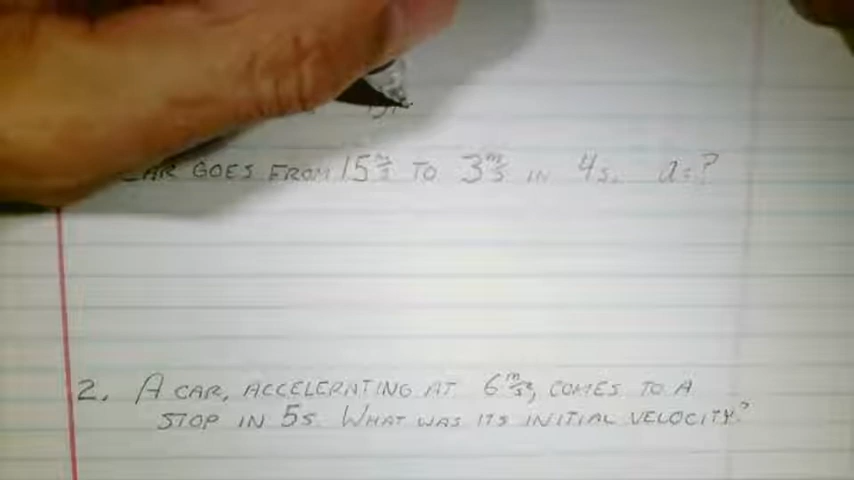 CAR GOES FROM 15 m/s TO 3 m/s IN 4s. a=?
2. A CAR, ACCELERATING AT 6 m/s², COMES TO A
STOP IN 5s. WHAT WAS ITS INITIAL VELOCITY?